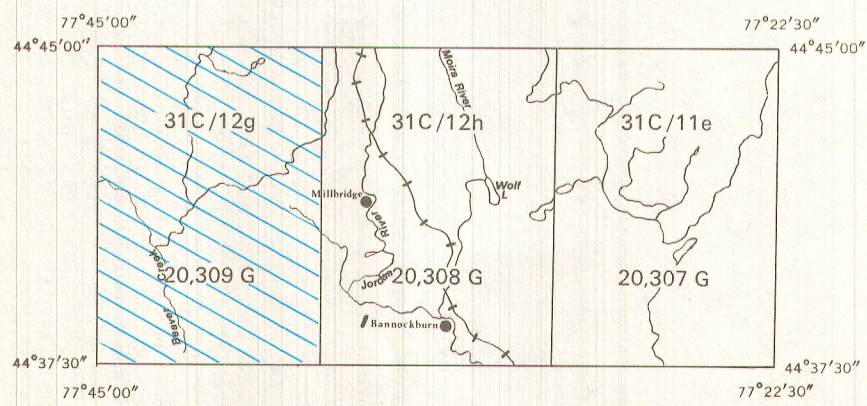 77°45'00"
77°22'30"
44°45'00"
44°45'00"
Moira River
31C/12g
31C/12h
31C/11e
Wolf
L
Millbridge
River
Jordan
Creek
Beaver
20,309 G
20,308 G
20,307 G
Bannockburn
44°37'30"
44°37'30"
77°45'00"
77°22'30"